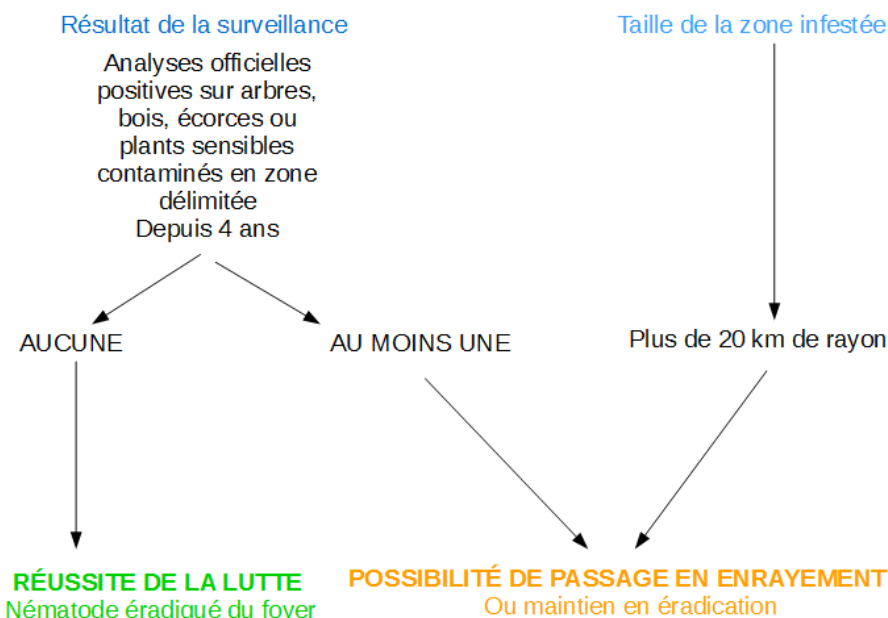 Résultat de la surveillance
Analyses officielles
positives sur arbres,
bois, écorces ou
plants sensibles
contaminés en zone
délimitée
Depuis 4 ans
Taille de la zone infestée
AUCUNE
AU MOINS UNE
Plus de 20 km de rayon
RÉUSSITE DE LA LUTTE
Nématode éradiqué du foyer
POSSIBILITÉ DE PASSAGE EN ENRAYEMENT
Ou maintien en éradication